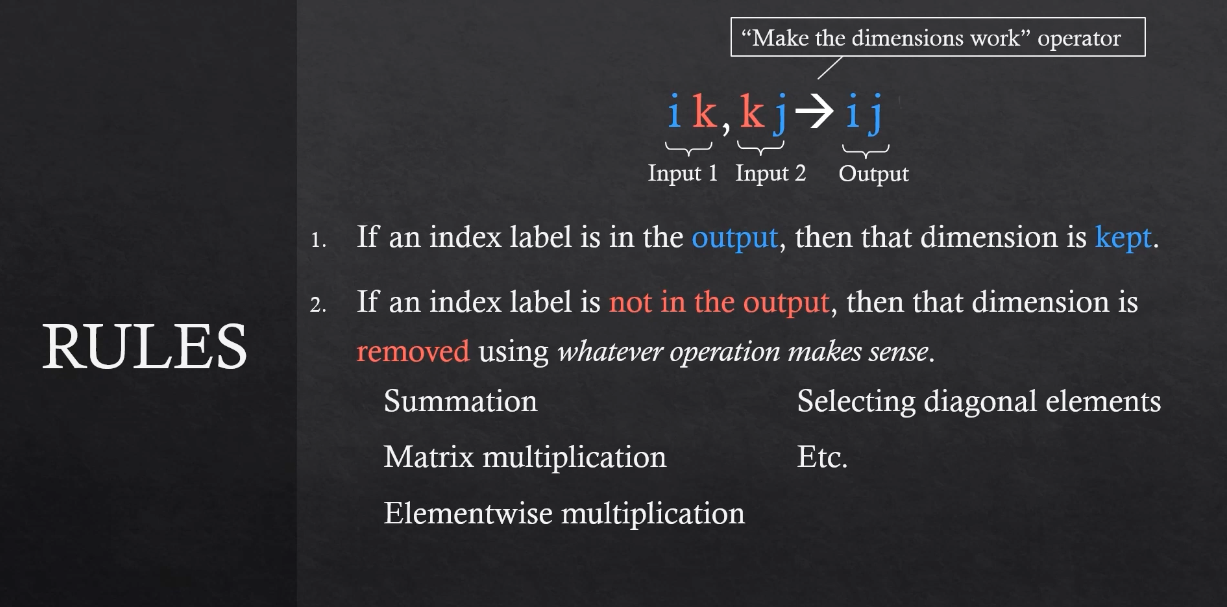 "Make the dimensions work" operator
i k, k j → i j
Input 1 Input 2 Output
RULES
1. If an index label is in the output, then that dimension is kept.
2. If an index label is not in the output, then that dimension is
removed using whatever operation makes sense.
Summation
Matrix multiplication
Elementwise multiplication
Selecting diagonal elements
Etc.